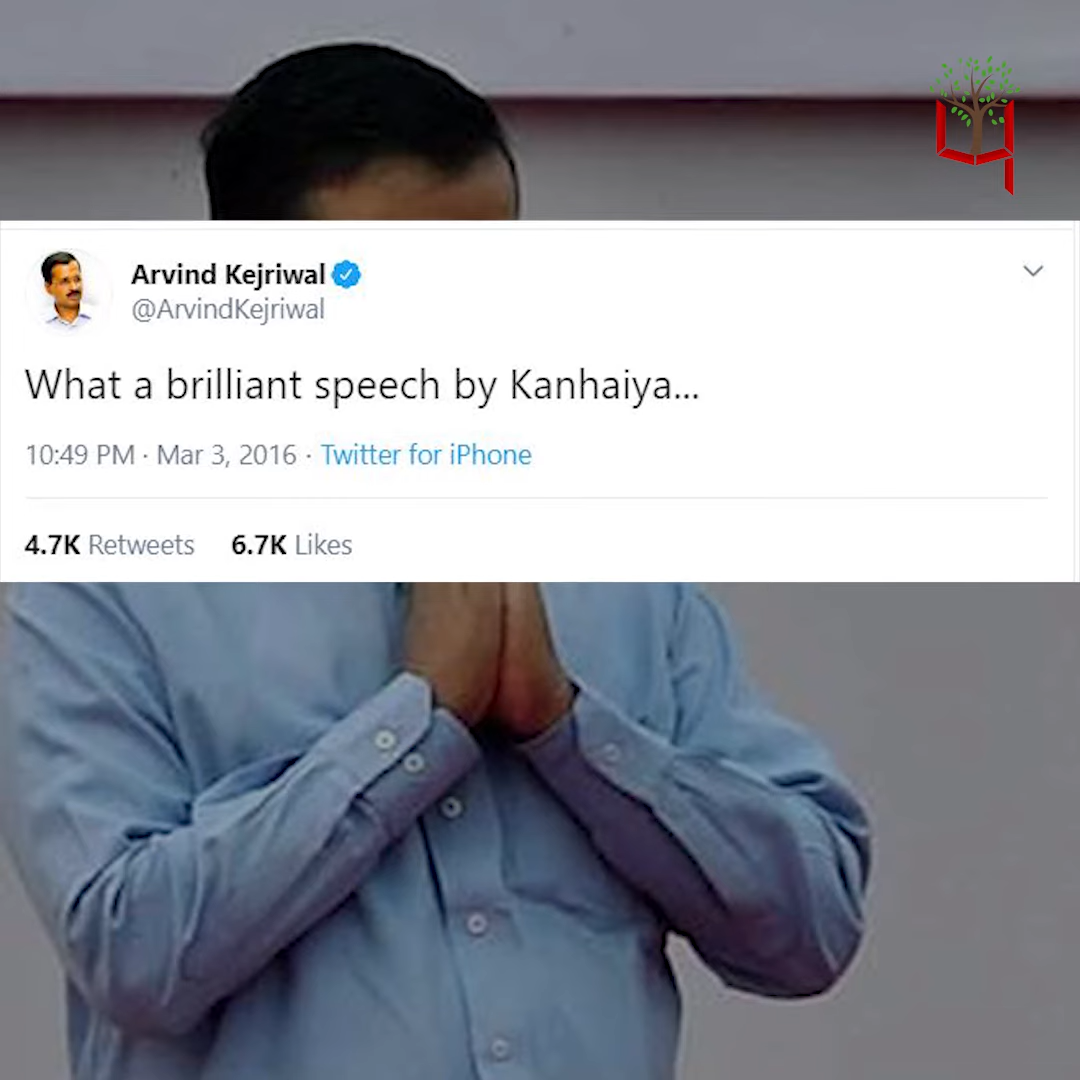 Arvind Kejriwal
@ArvindKejriwal
What a brilliant speech by Kanhaiya...
10:49 PM · Mar 3, 2016 · Twitter for iPhone
4.7K Retweets 6.7K Likes